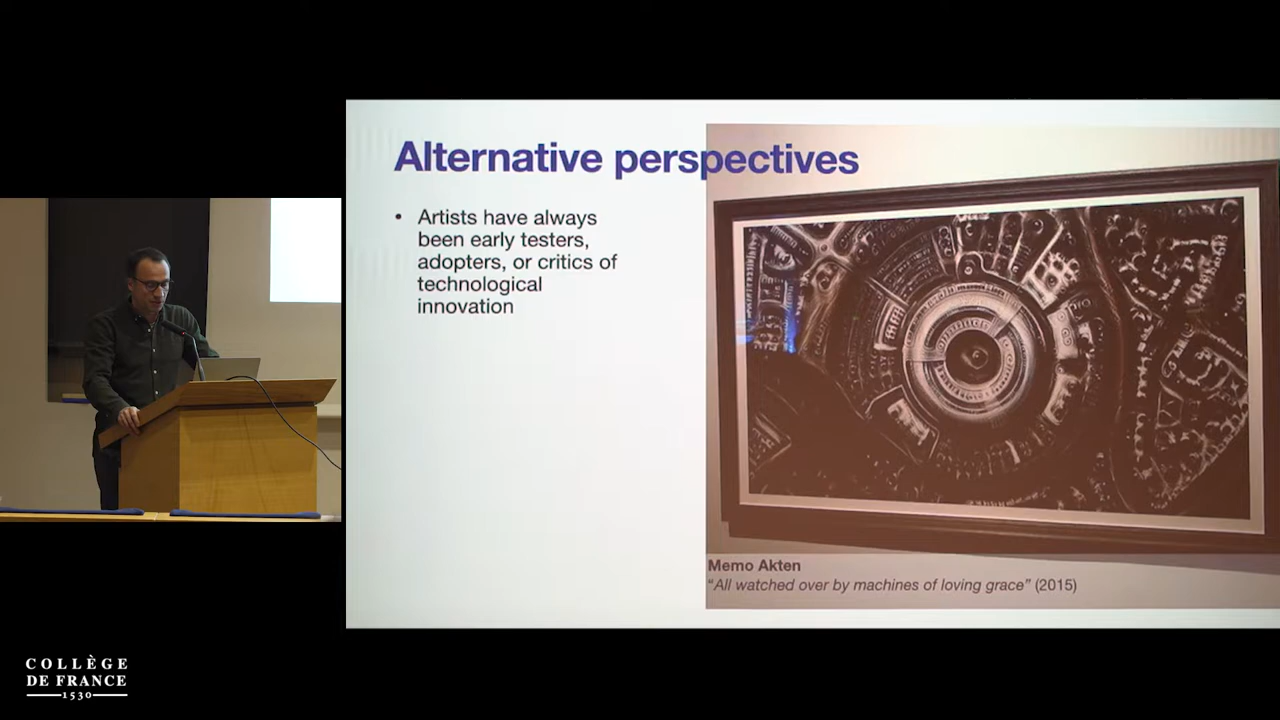 Alternative perspectives
• Artists have always
been early testers,
adopters, or critics of
technological
innovation
Memo Akten
“All watched over by machines of loving grace” (2015)
COLLÈGE
DE FRANCE
1530